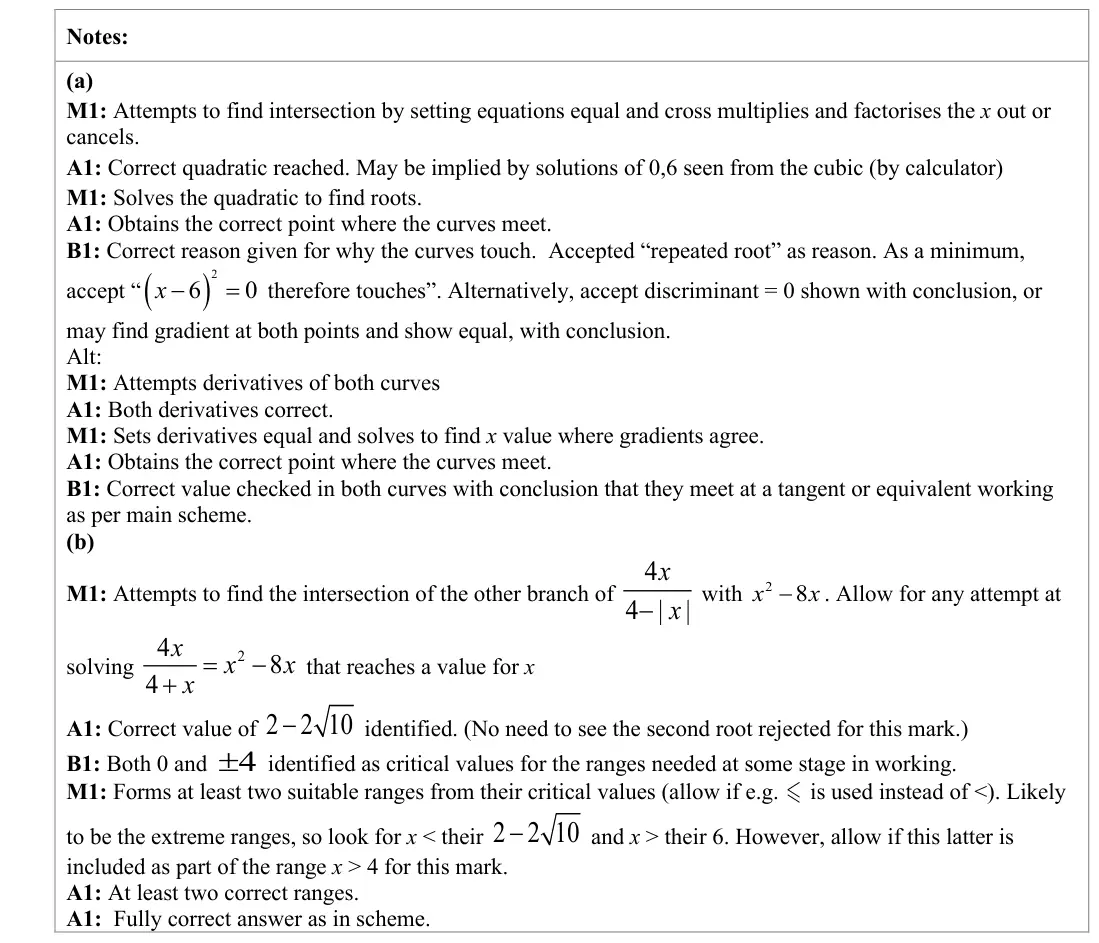 Notes:
(a)
M1: Attempts to find intersection by setting equations equal and cross multiplies and factorises the x out or
cancels.
A1: Correct quadratic reached. May be implied by solutions of 0,6 seen from the cubic (by calculator)
M1: Solves the quadratic to find roots.
A1: Obtains the correct point where the curves meet.
B1: Correct reason given for why the curves touch. Accepted “repeated root” as reason. As a minimum,
accept “(x – 6)² = 0 therefore touches”. Alternatively, accept discriminant = 0 shown with conclusion, or
may find gradient at both points and show equal, with conclusion.
Alt:
M1: Attempts derivatives of both curves
A1: Both derivatives correct.
M1: Sets derivatives equal and solves to find x value where gradients agree.
A1: Obtains the correct point where the curves meet.
B1: Correct value checked in both curves with conclusion that they meet at a tangent or equivalent working
as per main scheme.
(b)
M1: Attempts to find the intersection of the other branch of 4x/(4–|x|) with x² – 8x. Allow for any attempt at
solving 4x/(4+x) = x² – 8x that reaches a value for x
A1: Correct value of 2 – 2√10 identified. (No need to see the second root rejected for this mark.)
B1: Both 0 and ±4 identified as critical values for the ranges needed at some stage in working.
M1: Forms at least two suitable ranges from their critical values (allow if e.g. ⩽ is used instead of <). Likely
to be the extreme ranges, so look for x < their 2 – 2√10 and x > their 6. However, allow if this latter is
included as part of the range x > 4 for this mark.
A1: At least two correct ranges.
A1: Fully correct answer as in scheme.